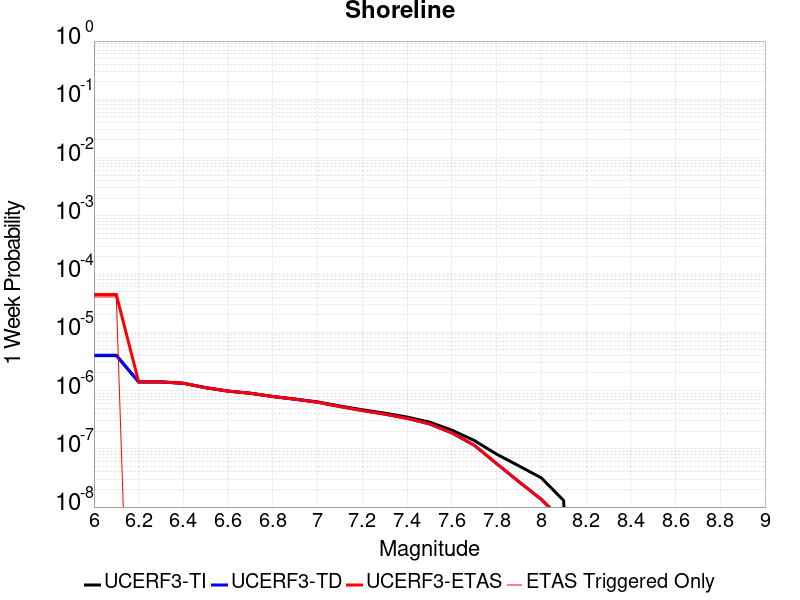 Shoreline
1 Week Probability
10^0
10^-1
10^-2
10^-3
10^-4
10^-5
10^-6
10^-7
10^-8
6 6.2 6.4 6.6 6.8 7 7.2 7.4 7.6 7.8 8 8.2 8.4 8.6 8.8 9
Magnitude
UCERF3-TI UCERF3-TD UCERF3-ETAS ETAS Triggered Only